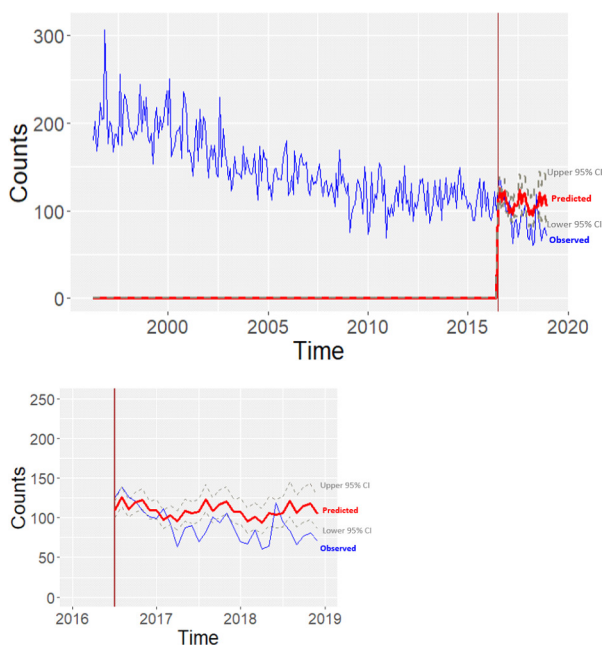 300
200
100
0
Counts
Upper 95% CI
Predicted
Lower 95% CI
Observed
2000
2005
2010
2015
2020
Time
250
200
150
100
50
0
Counts
Upper 95% CI
Predicted
Lower 95% CI
Observed
2016
2017
2018
2019
Time